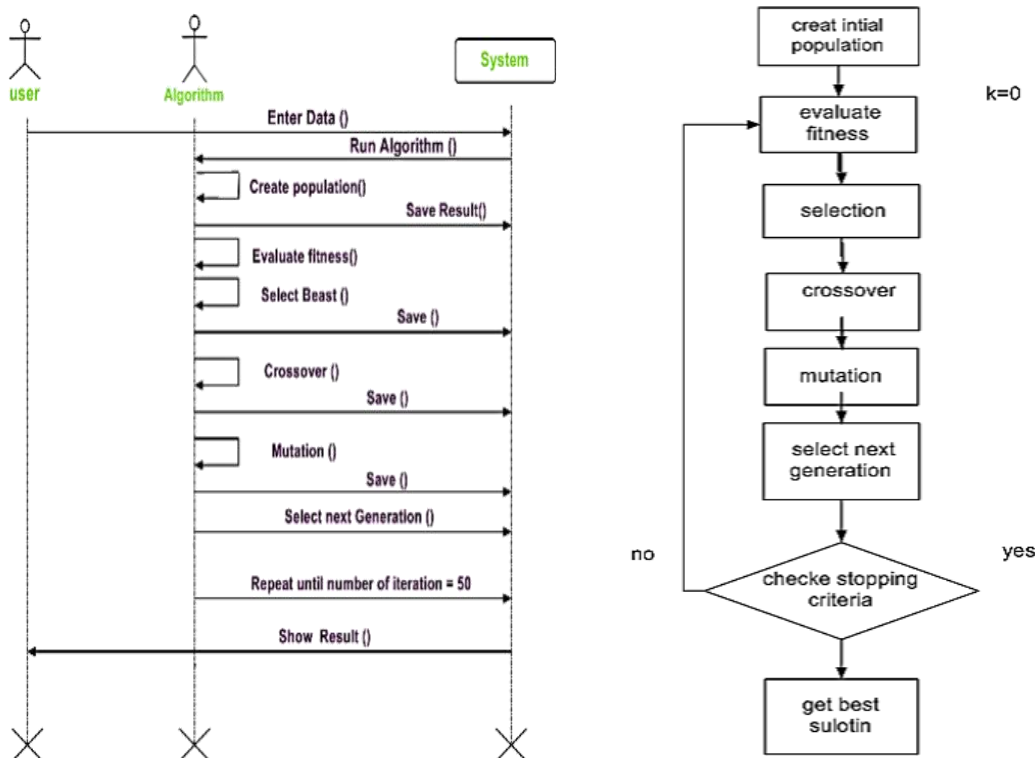 user
Algorithm
System
Enter Data ()
Run Algorithm ()
Create population()
Save Result()
Evaluate fitness()
Select Beast ()
Save ()
Crossover ()
Save ()
Mutation ()
Save ()
Select next Generation ()
Repeat until number of iteration = 50
Show Result ()
creat intial
population
k=0
evaluate
fitness
selection
crossover
mutation
select next
generation
no
yes
checke stopping
criteria
get best
sulotin